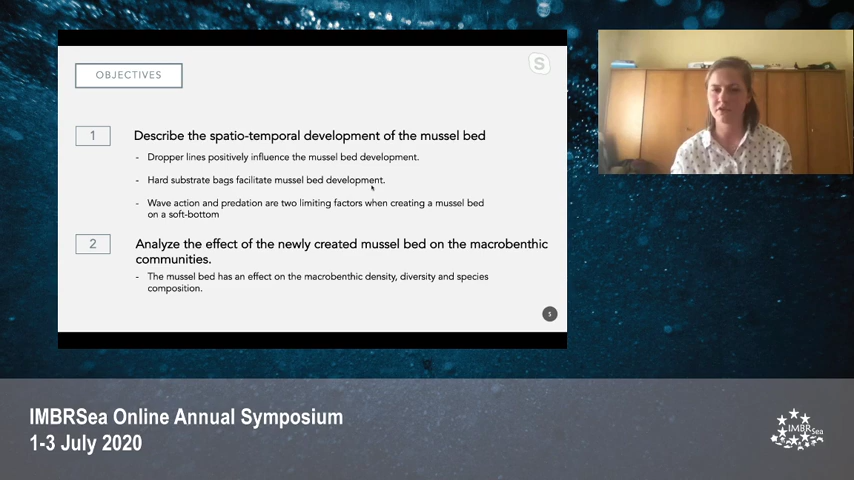 OBJECTIVES
S
1
Describe the spatio-temporal development of the mussel bed
- Dropper lines positively influence the mussel bed development.
- Hard substrate bags facilitate mussel bed development.
- Wave action and predation are two limiting factors when creating a mussel bed
on a soft-bottom
2
Analyze the effect of the newly created mussel bed on the macrobenthic
communities.
- The mussel bed has an effect on the macrobenthic density, diversity and species
composition.
5
IMBRSea Online Annual Symposium
1-3 July 2020
IMBRSea